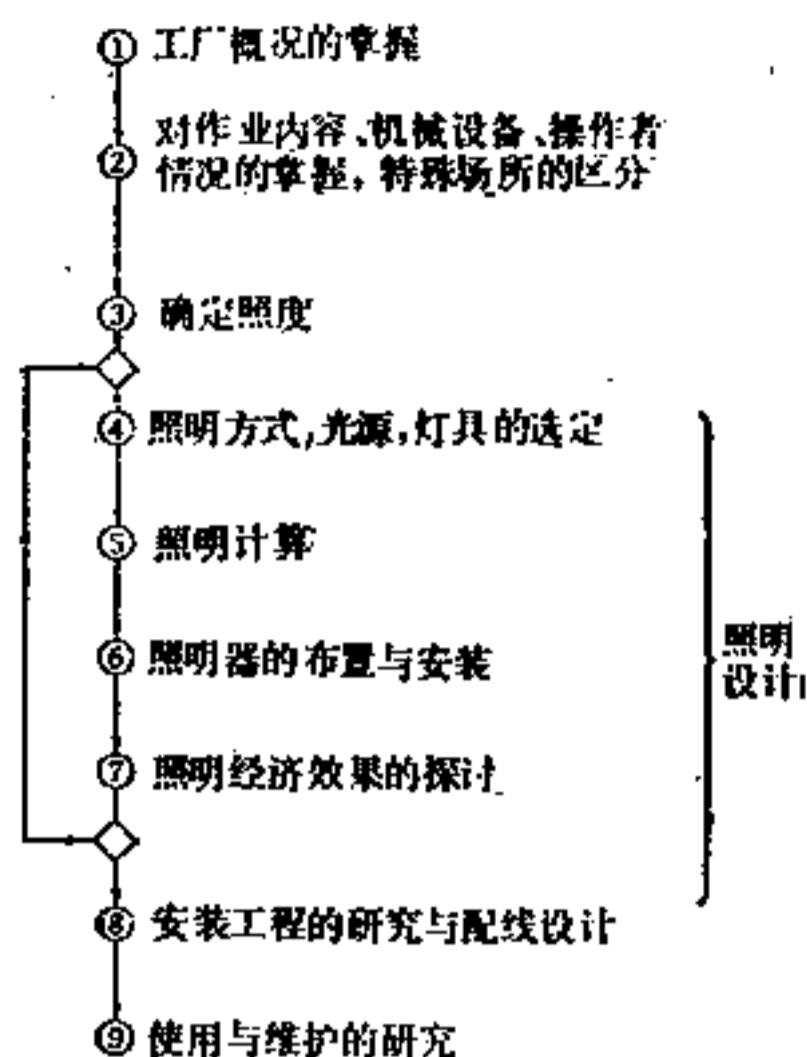 ① 工厂概况的掌握
② 对作业内容、机械设备、操作者
情况的掌握,特殊场所的区分
③ 确定照度
④ 照明方式,光源,灯具的选定
⑤ 照明计算
⑥ 照明器的布置与安装
⑦ 照明经济效果的探讨
照明
设计
⑧ 安装工程的研究与配线设计
⑨ 使用与维护的研究